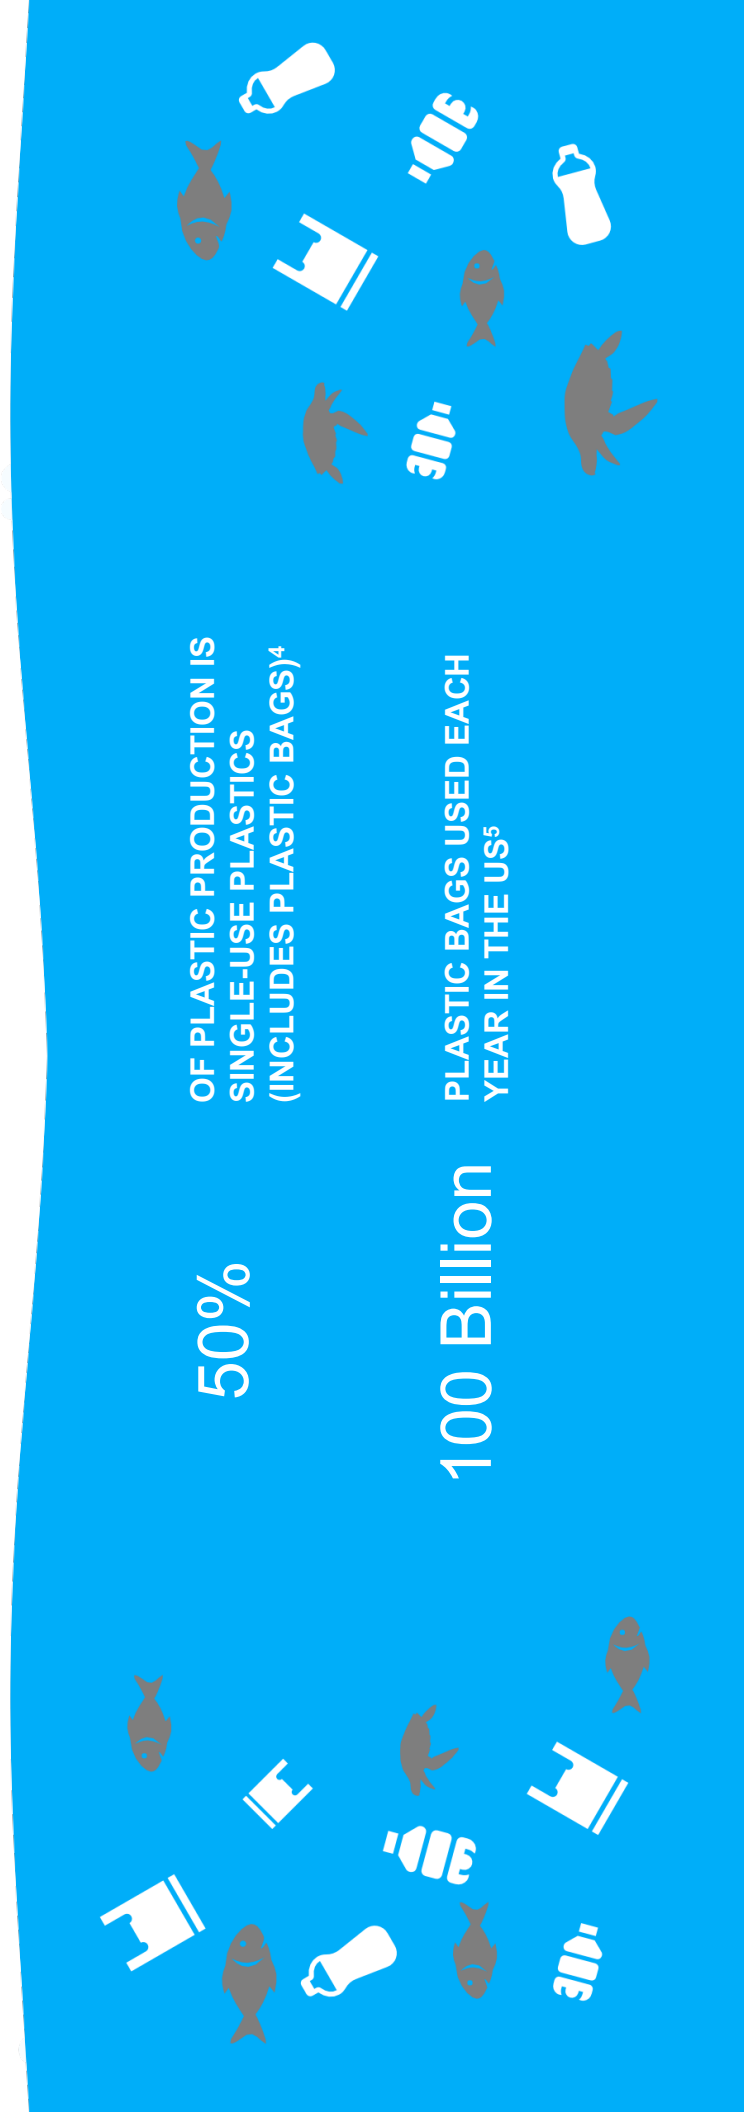 50%
OF PLASTIC PRODUCTION IS
SINGLE-USE PLASTICS
(INCLUDES PLASTIC BAGS)⁴
100 Billion
PLASTIC BAGS USED EACH
YEAR IN THE US⁵